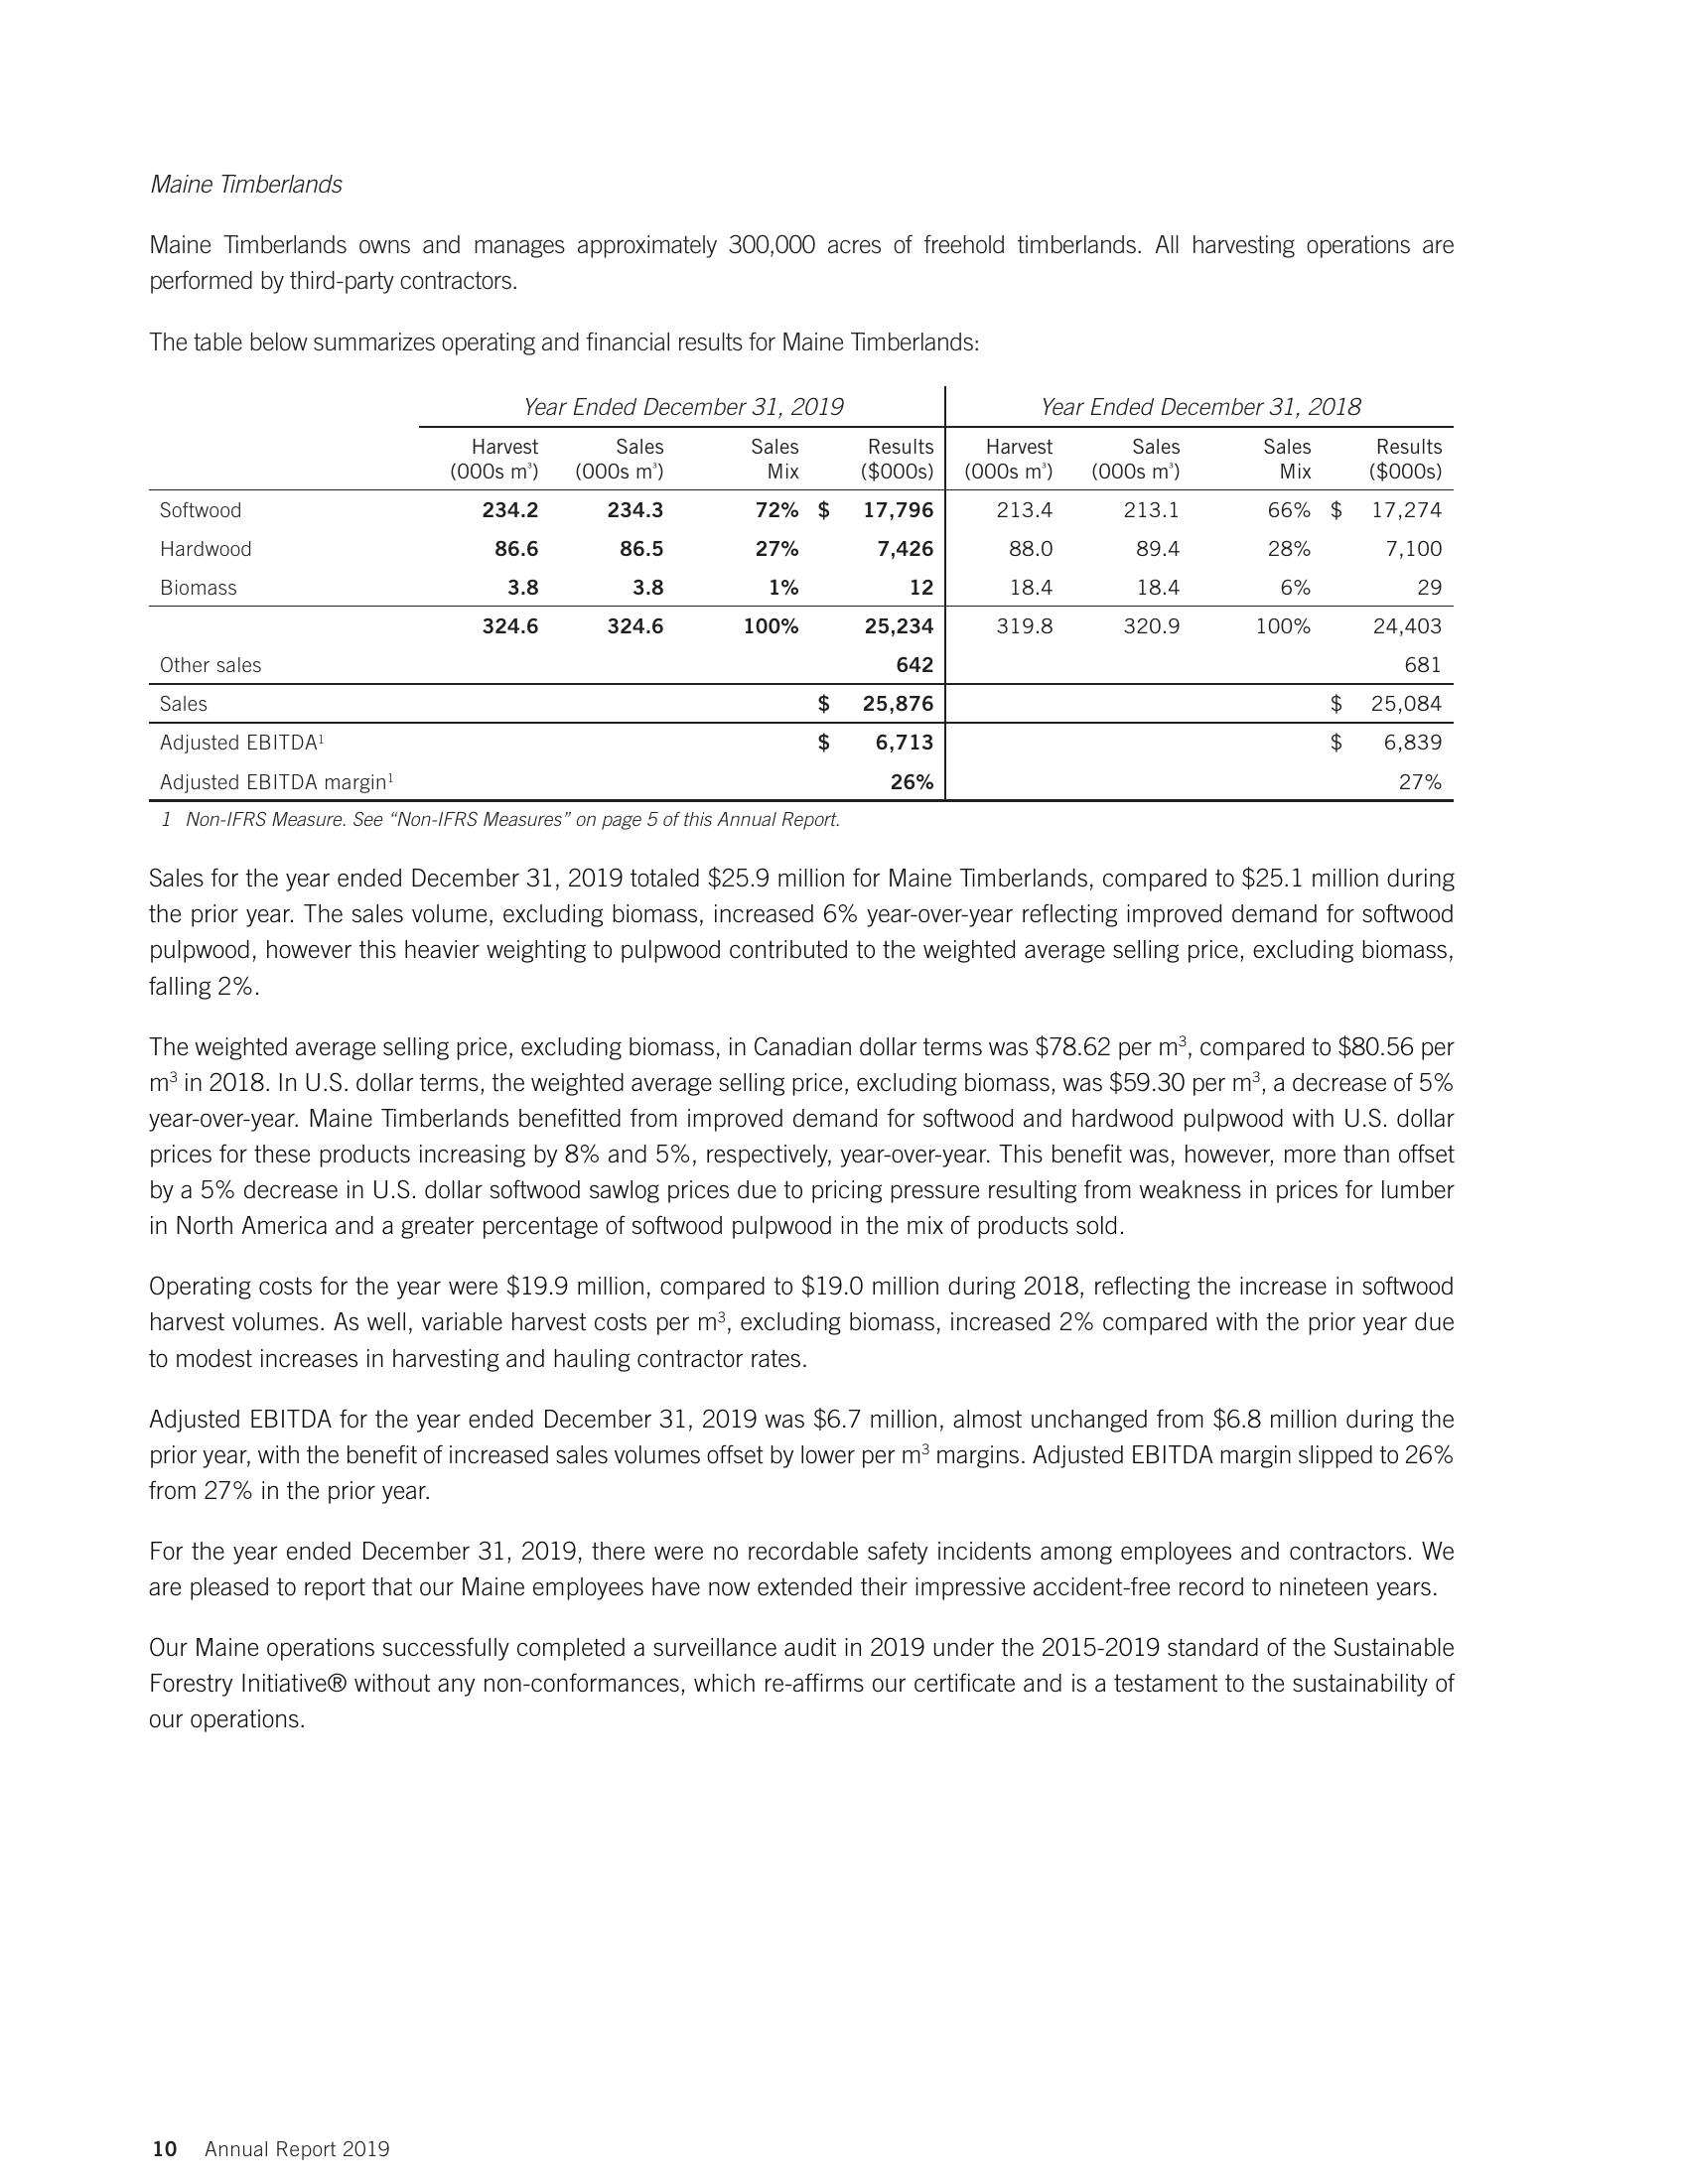 Maine Timberlands
Maine Timberlands owns and manages approximately 300,000 acres of freehold timberlands. All harvesting operations are
performed by third-party contractors.
The table below summarizes operating and financial results for Maine Timberlands:
Year Ended December 31, 2019 Year Ended December 31, 2018
Harvest Sales Sales Results Harvest Sales Sales Results
(000s m³) (000s m³) Mix ($000s) (000s m³) (000s m³) Mix ($000s)
Softwood 234.2 234.3 72% $ 17,796 213.4 213.1 66% $ 17,274
Hardwood 86.6 86.5 27% 7,426 88.0 89.4 28% 7,100
Biomass 3.8 3.8 1% 12 18.4 18.4 6% 29
324.6 324.6 100% 25,234 319.8 320.9 100% 24,403
Other sales 642 681
Sales $ 25,876 $ 25,084
Adjusted EBITDA¹ $ 6,713 $ 6,839
Adjusted EBITDA margin¹ 26% 27%
1 Non-IFRS Measure. See “Non-IFRS Measures” on page 5 of this Annual Report.
Sales for the year ended December 31, 2019 totaled $25.9 million for Maine Timberlands, compared to $25.1 million during
the prior year. The sales volume, excluding biomass, increased 6% year-over-year reflecting improved demand for softwood
pulpwood, however this heavier weighting to pulpwood contributed to the weighted average selling price, excluding biomass,
falling 2%.
The weighted average selling price, excluding biomass, in Canadian dollar terms was $78.62 per m³, compared to $80.56 per
m³ in 2018. In U.S. dollar terms, the weighted average selling price, excluding biomass, was $59.30 per m³, a decrease of 5%
year-over-year. Maine Timberlands benefitted from improved demand for softwood and hardwood pulpwood with U.S. dollar
prices for these products increasing by 8% and 5%, respectively, year-over-year. This benefit was, however, more than offset
by a 5% decrease in U.S. dollar softwood sawlog prices due to pricing pressure resulting from weakness in prices for lumber
in North America and a greater percentage of softwood pulpwood in the mix of products sold.
Operating costs for the year were $19.9 million, compared to $19.0 million during 2018, reflecting the increase in softwood
harvest volumes. As well, variable harvest costs per m³, excluding biomass, increased 2% compared with the prior year due
to modest increases in harvesting and hauling contractor rates.
Adjusted EBITDA for the year ended December 31, 2019 was $6.7 million, almost unchanged from $6.8 million during the
prior year, with the benefit of increased sales volumes offset by lower per m³ margins. Adjusted EBITDA margin slipped to 26%
from 27% in the prior year.
For the year ended December 31, 2019, there were no recordable safety incidents among employees and contractors. We
are pleased to report that our Maine employees have now extended their impressive accident-free record to nineteen years.
Our Maine operations successfully completed a surveillance audit in 2019 under the 2015-2019 standard of the Sustainable
Forestry Initiative® without any non-conformances, which re-affirms our certificate and is a testament to the sustainability of
our operations.
10 Annual Report 2019